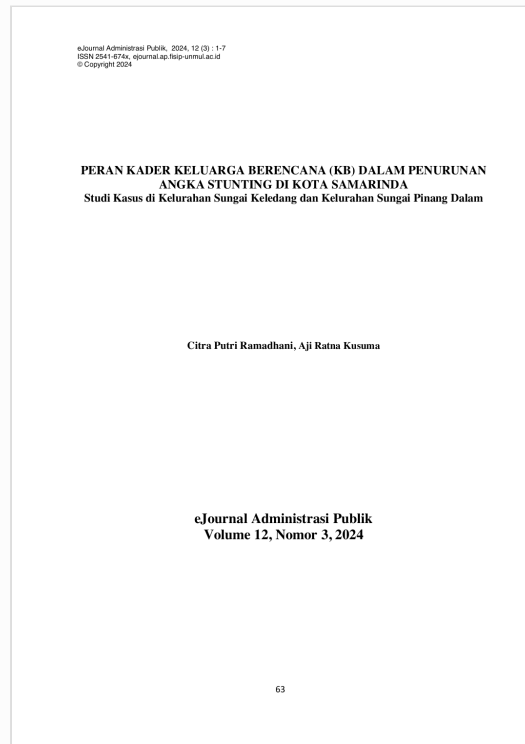 eJournal Administrasi Publik, 2024, 12 (3) : 1-7
ISSN 2541-674x, ejournal.ap.fisip-unmul.ac.id
© Copyright 2024
PERAN KADER KELUARGA BERENCANA (KB) DALAM PENURUNAN
ANGKA STUNTING DI KOTA SAMARINDA
Studi Kasus di Kelurahan Sungai Keledang dan Kelurahan Sungai Pinang Dalam
Citra Putri Ramadhani, Aji Ratna Kusuma
eJournal Administrasi Publik
Volume 12, Nomor 3, 2024
63